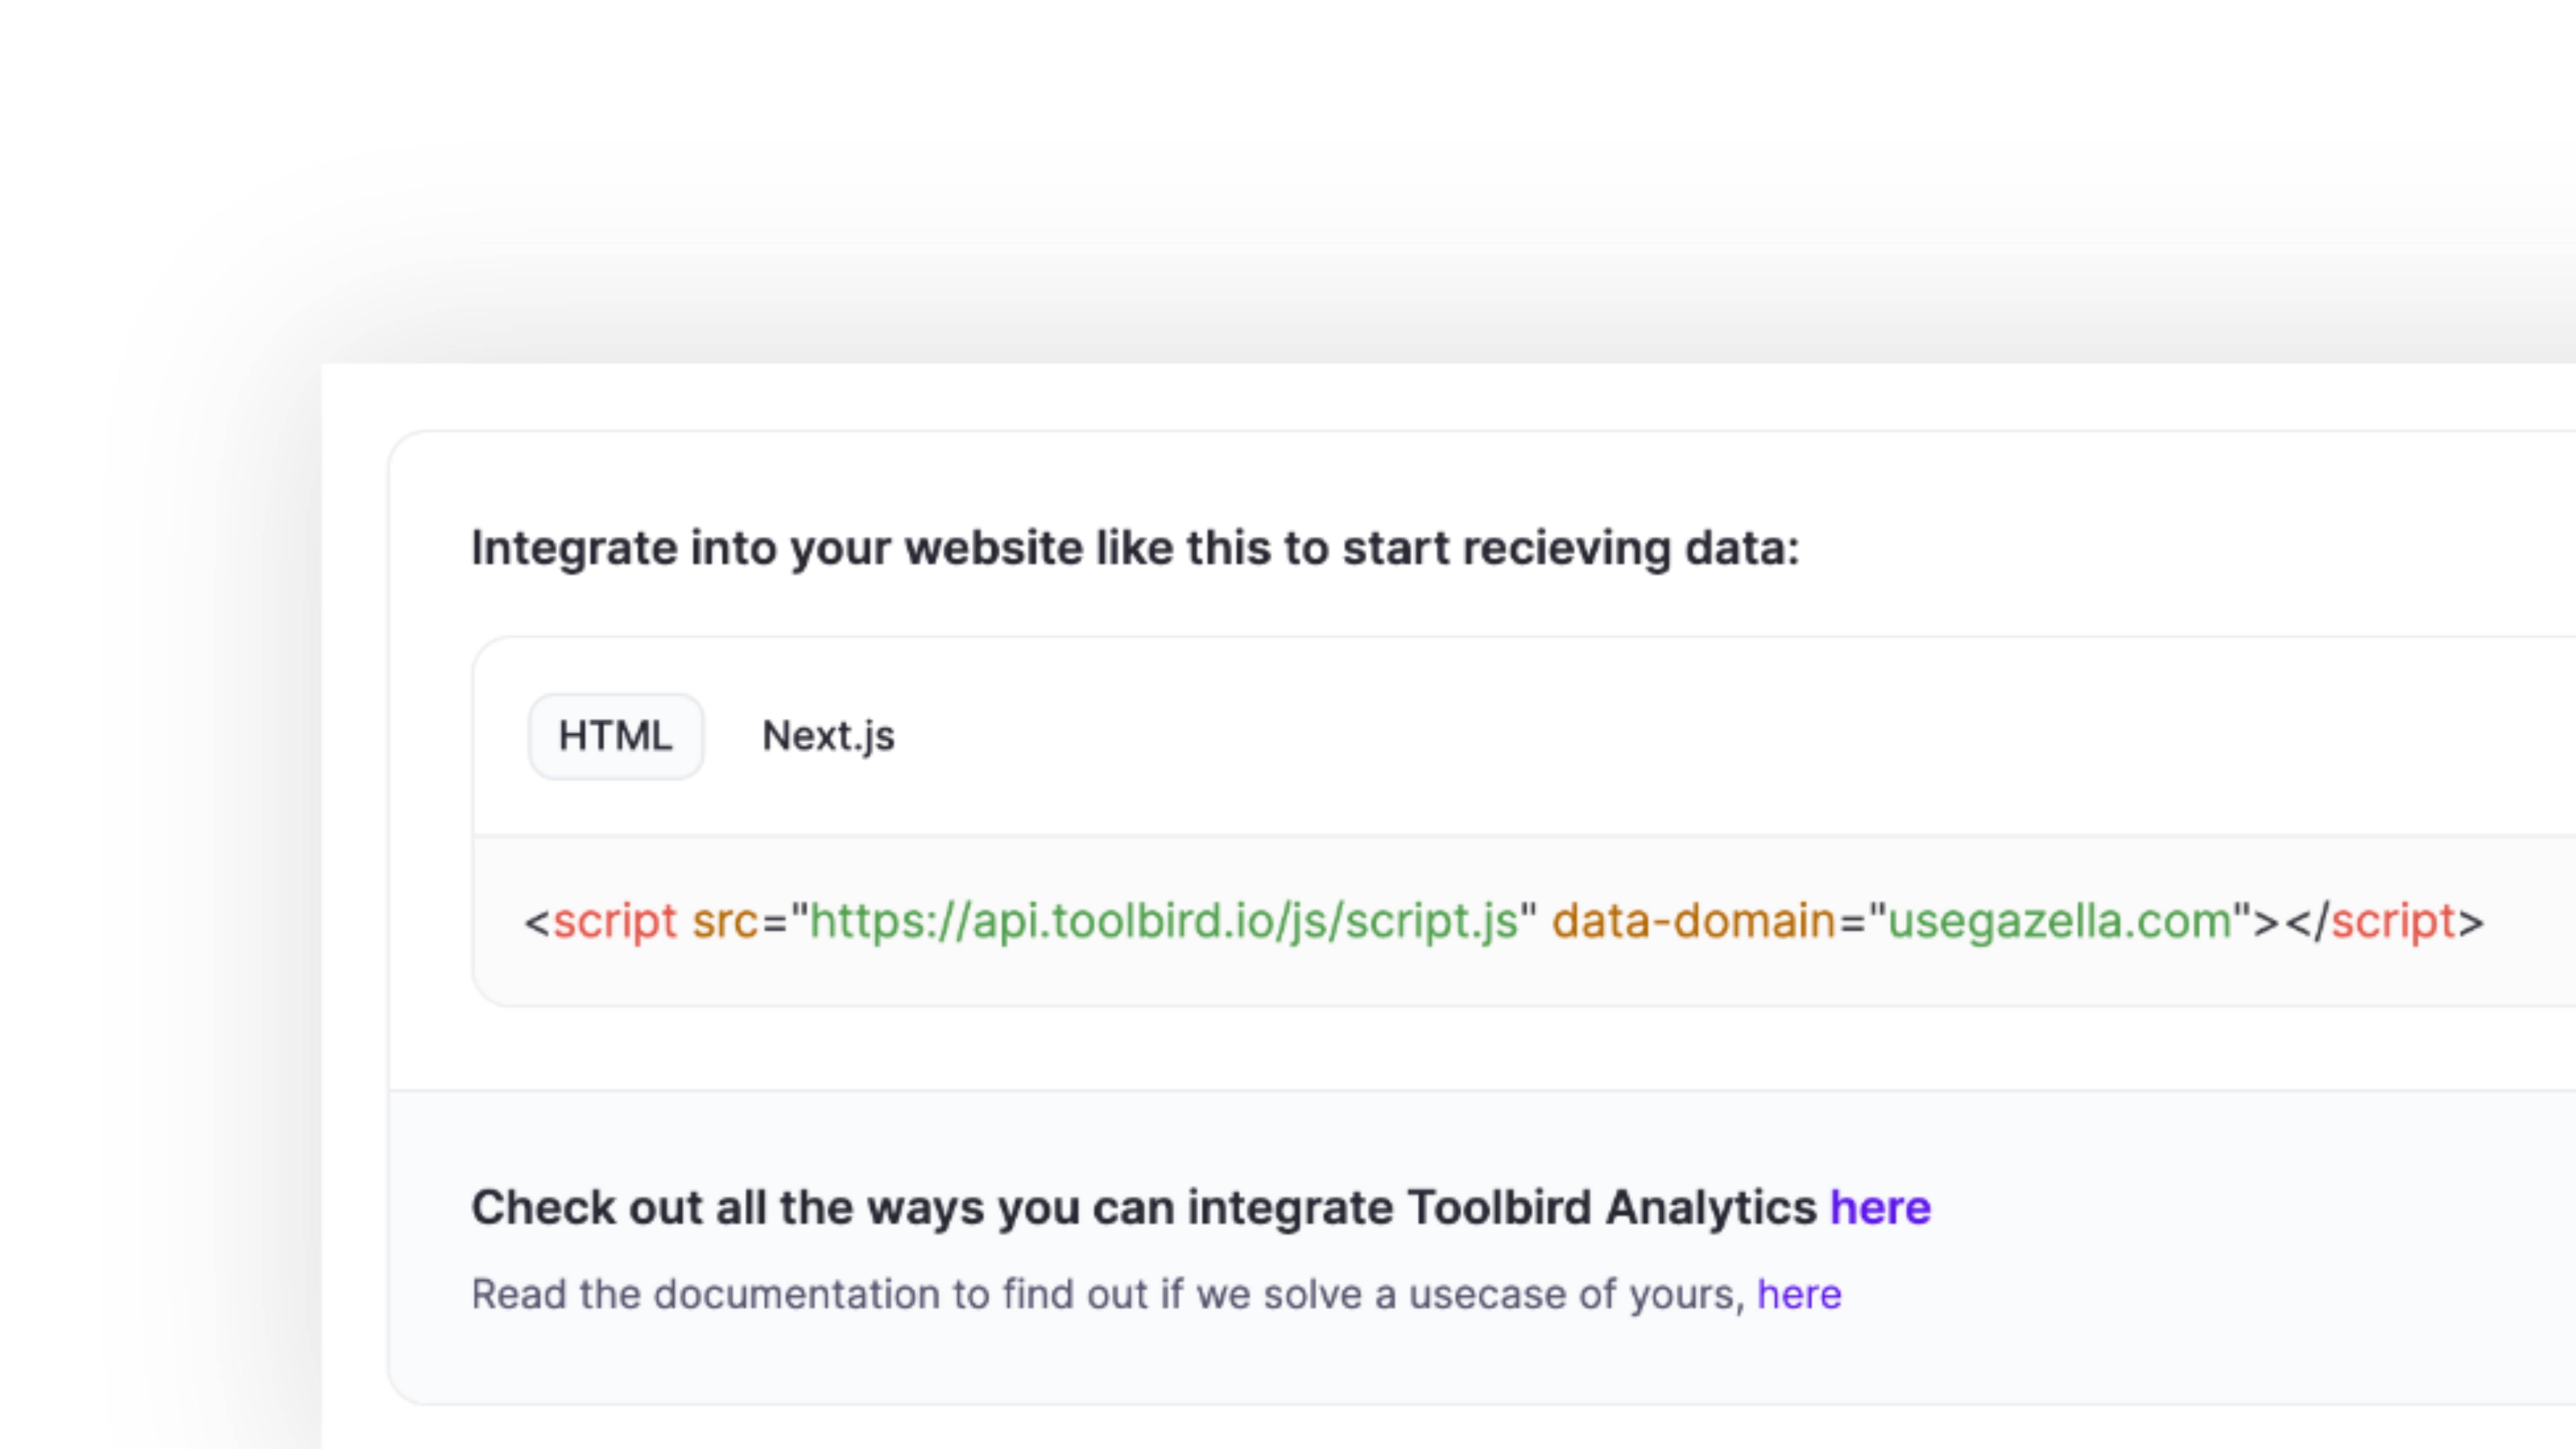 Integrate into your website like this to start recieving data:
HTML Next.js
<script src="https://api.toolbird.io/js/script.js" data-domain="usegazella.com"></script>
Check out all the ways you can integrate Toolbird Analytics here
Read the documentation to find out if we solve a usecase of yours, here